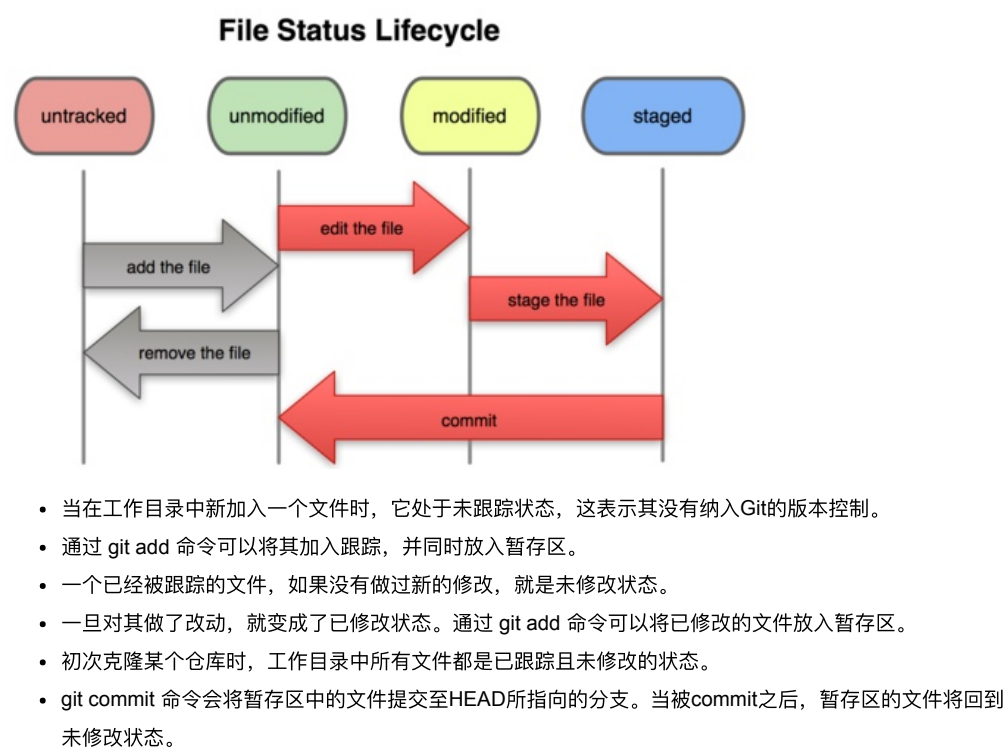 File Status Lifecycle
untracked
unmodified
modified
staged
edit the file
add the file
stage the file
remove the file
commit
当在工作目录中新加入一个文件时，它处于未跟踪状态，这表示其没有纳入Git的版本控制。
通过 git add 命令可以将其加入跟踪，并同时放入暂存区。
一个已经被跟踪的文件，如果没有做过新的修改，就是未修改状态。
一旦对其做了改动，就变成了已修改状态。通过 git add 命令可以将已修改的文件放入暂存区。
初次克隆某个仓库时，工作目录中所有文件都是已跟踪且未修改的状态。
git commit 命令会将暂存区中的文件提交至HEAD所指向的分支。当被commit之后，暂存区的文件将回到
未修改状态。